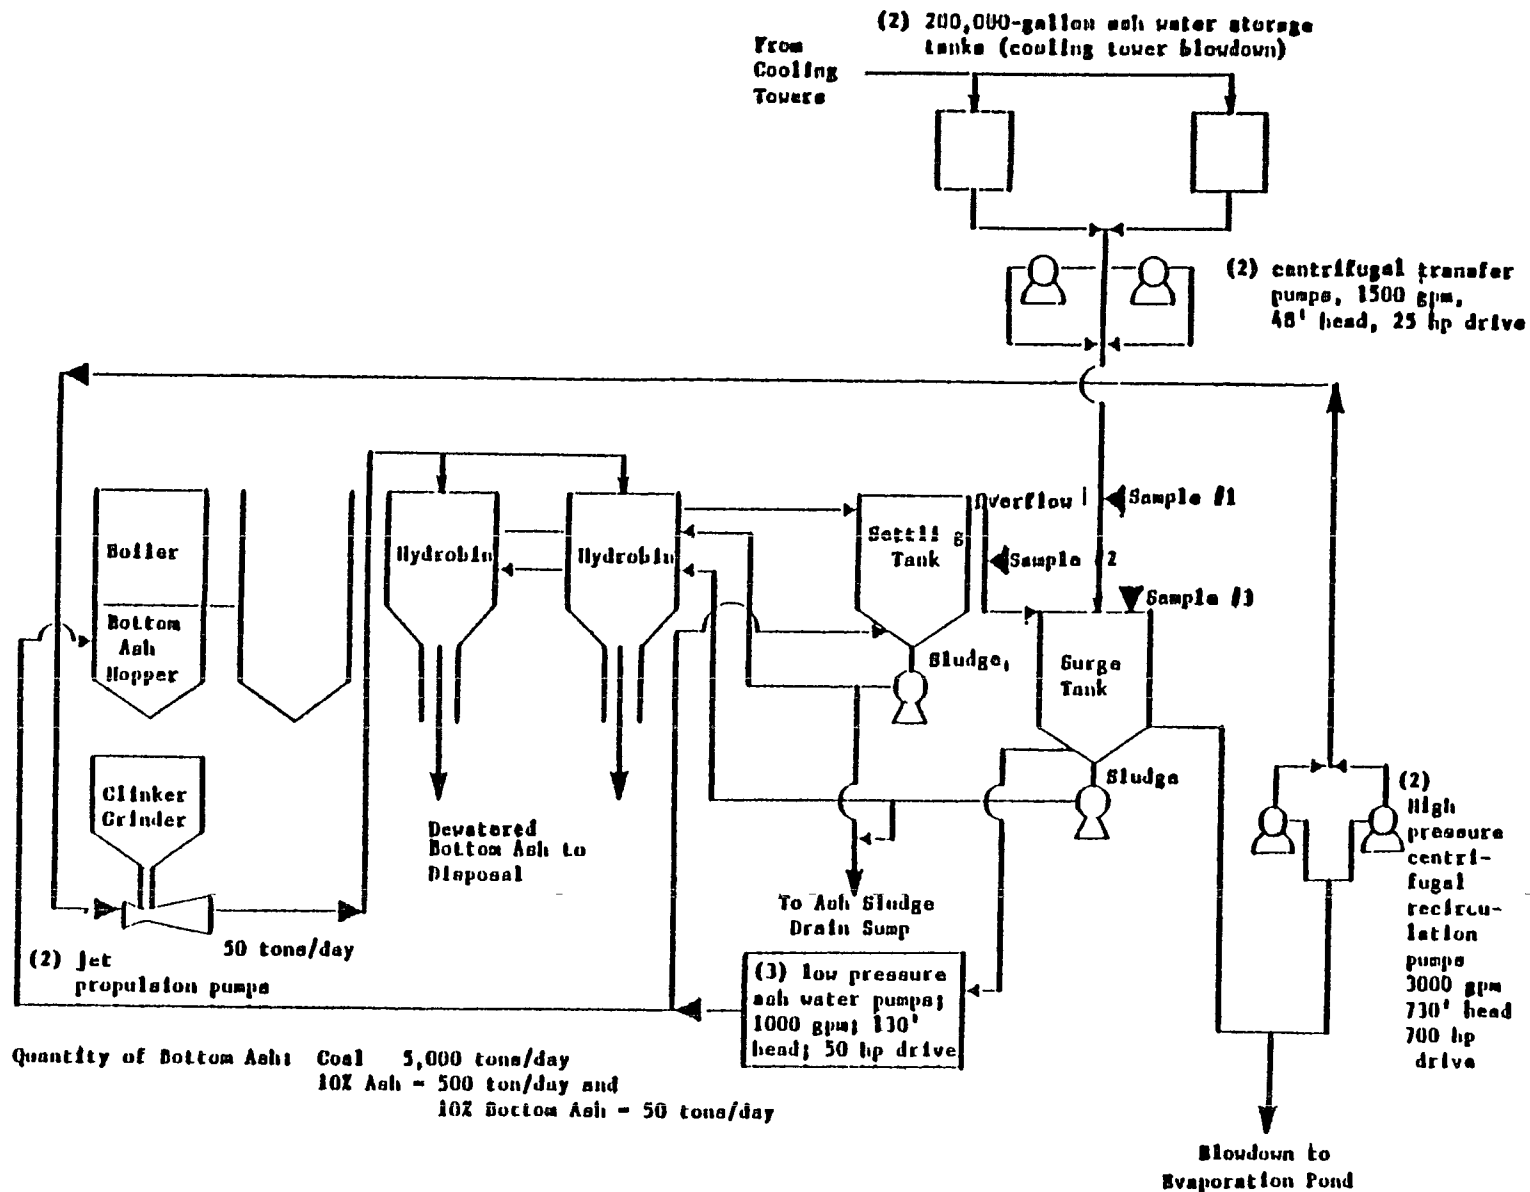 (2) 200,000-gallon ash water storage
tanks (cooling tower blowdown)
From
Cooling
Towers
(2) centrifugal transfer
pumps, 1500 gpm,
48' head, 25 hp drive
Overflow
Sample #1
Boiler
Hydrobin
Hydrobin
Settli g
Tank
Sample #2
Sample #3
Bottom
Ash
Hopper
Sludge
Surge
Tank
Clinker
Grinder
Sludge
(2)
High
pressure
centri-
fugal
recircu-
lation
pumps
3000 gpm
730' head
700 hp
drive
Dewatered
Bottom Ash to
Disposal
To Ash Sludge
Drain Sump
50 tons/day
(2) jet
propulsion pumps
(3) low pressure
ash water pumps;
1000 gpm; 130'
head; 50 hp drive
Quantity of Bottom Ash: Coal 5,000 tons/day
10% Ash = 500 ton/day and
10% Bottom Ash = 50 tons/day
Blowdown to
Evaporation Pond